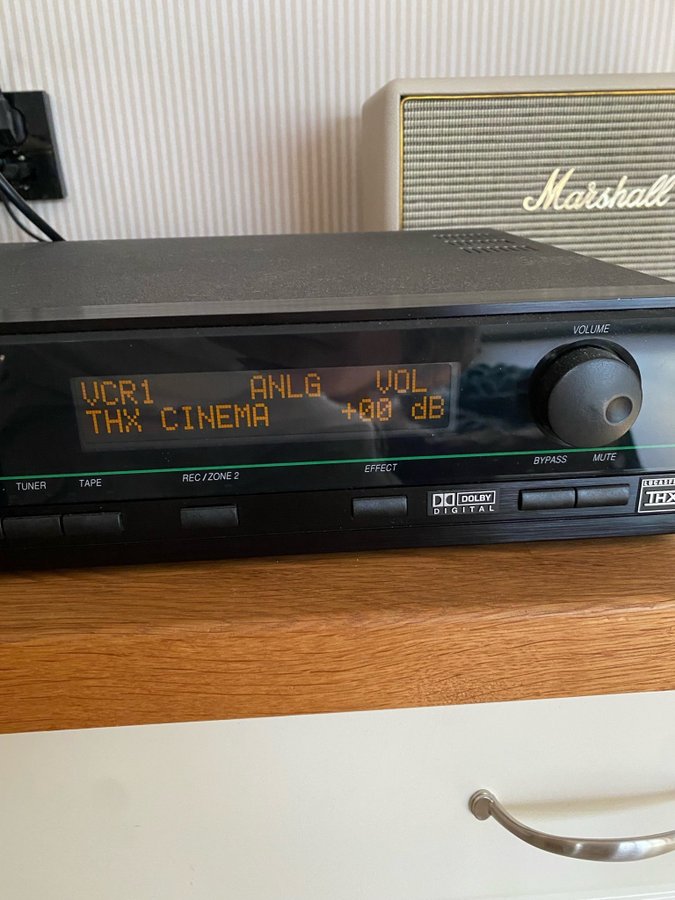 Marshall
VOLUME
VCR1 ANLG VOL
THX CINEMA +00 dB
BYPASS MUTE
TUNER TAPE REC/ZONE 2 EFFECT
DOLBY
DIGITAL
THX